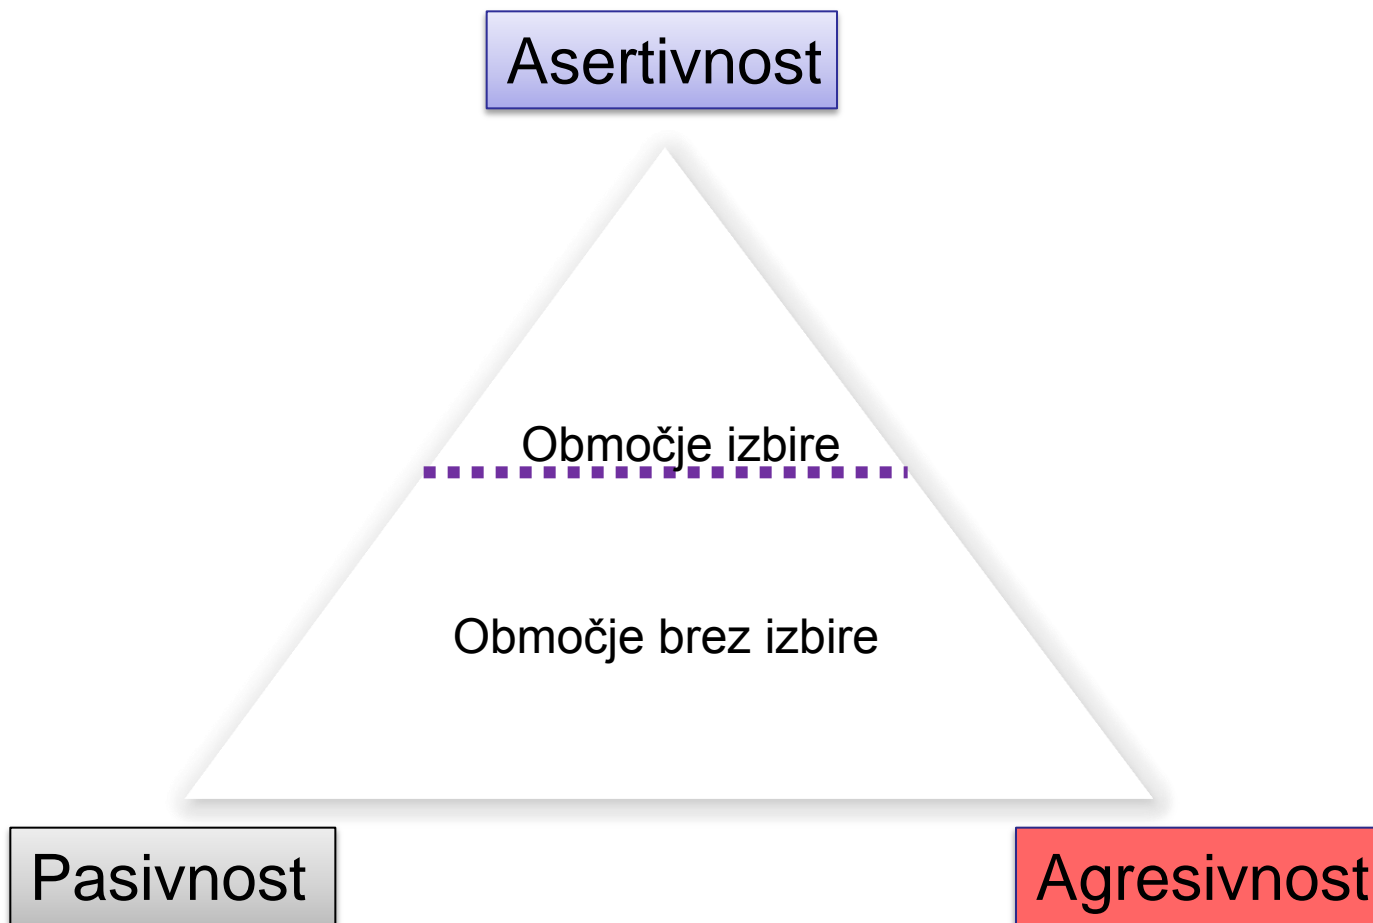 Asertivnost
Območje izbire
Območje brez izbire
Pasivnost
Agresivnost